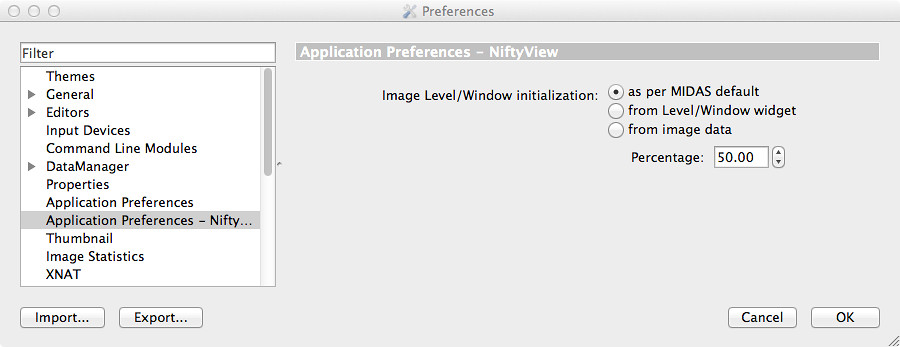 Preferences
Filter
Themes
General
Editors
Input Devices
Command Line Modules
DataManager
Properties
Application Preferences
Application Preferences – Nifty...
Thumbnail
Image Statistics
XNAT
Application Preferences – NiftyView
Image Level/Window initialization:
as per MIDAS default
from Level/Window widget
from image data
Percentage: 50.00
Import...
Export...
Cancel
OK